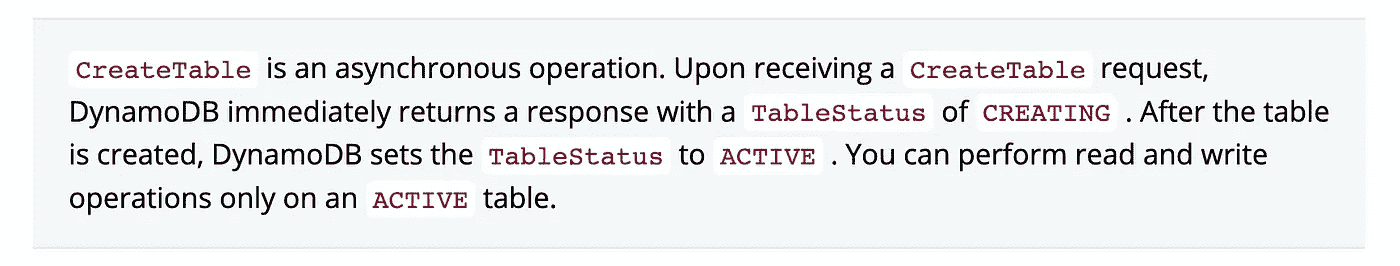 CreateTable is an asynchronous operation. Upon receiving a CreateTable request,
DynamoDB immediately returns a response with a TableStatus of CREATING . After the table
is created, DynamoDB sets the TableStatus to ACTIVE . You can perform read and write
operations only on an ACTIVE table.